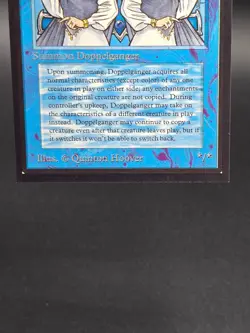 Summon Doppelganger
Upon summoning, Doppelganger acquires all
normal characteristics (except color) of any one
creature in play on either side; any enchantments
on the original creature are not copied. During
controller's upkeep, Doppelganger may take on
the characteristics of a different creature in play
instead. Doppelganger may continue to copy a
creature even after that creature leaves play, but if
it switches it won't be able to switch back.
Illus. © Quinton Hoover
*/*